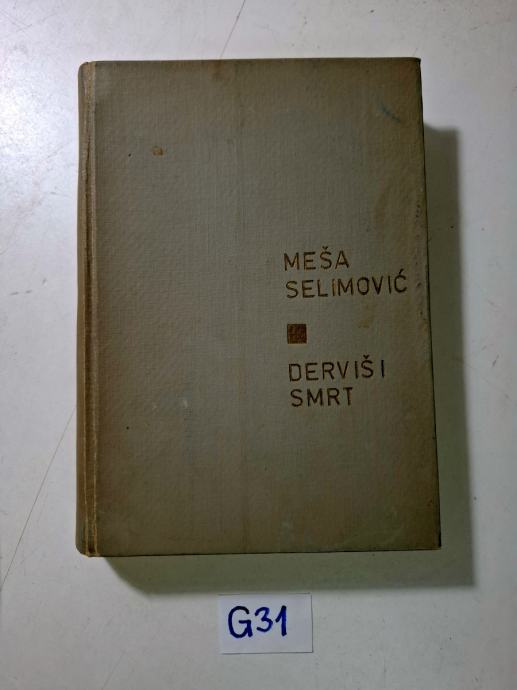 MEŠA
SELIMOVIĆ
DERVIŠ I
SMRT
G31